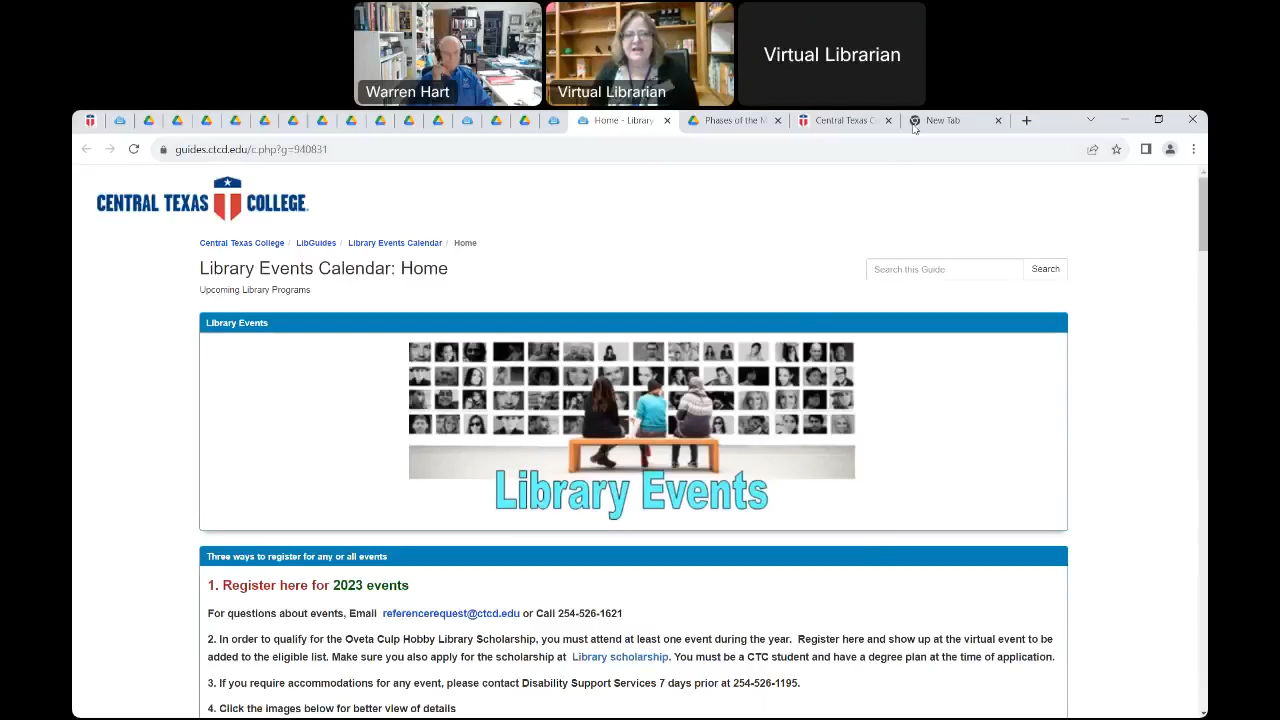 Virtual Librarian
Warren Hart
Virtual Librarian
Home - Library
Phases of the M
Central Texas C
New Tab
guides.ctcd.edu/c.php?g=940831
CENTRAL TEXAS COLLEGE
Central Texas College / LibGuides / Library Events Calendar / Home
Library Events Calendar: Home
Search this Guide
Search
Upcoming Library Programs
Library Events
Library Events
Three ways to register for any or all events
1. Register here for 2023 events
For questions about events, Email referencerequest@ctcd.edu or Call 254-526-1621
2. In order to qualify for the Oveta Culp Hobby Library Scholarship, you must attend at least one event during the year. Register here and show up at the virtual event to be
added to the eligible list. Make sure you also apply for the scholarship at Library scholarship. You must be a CTC student and have a degree plan at the time of application.
3. If you require accommodations for any event, please contact Disability Support Services 7 days prior at 254-526-1195.
4. Click the images below for better view of details